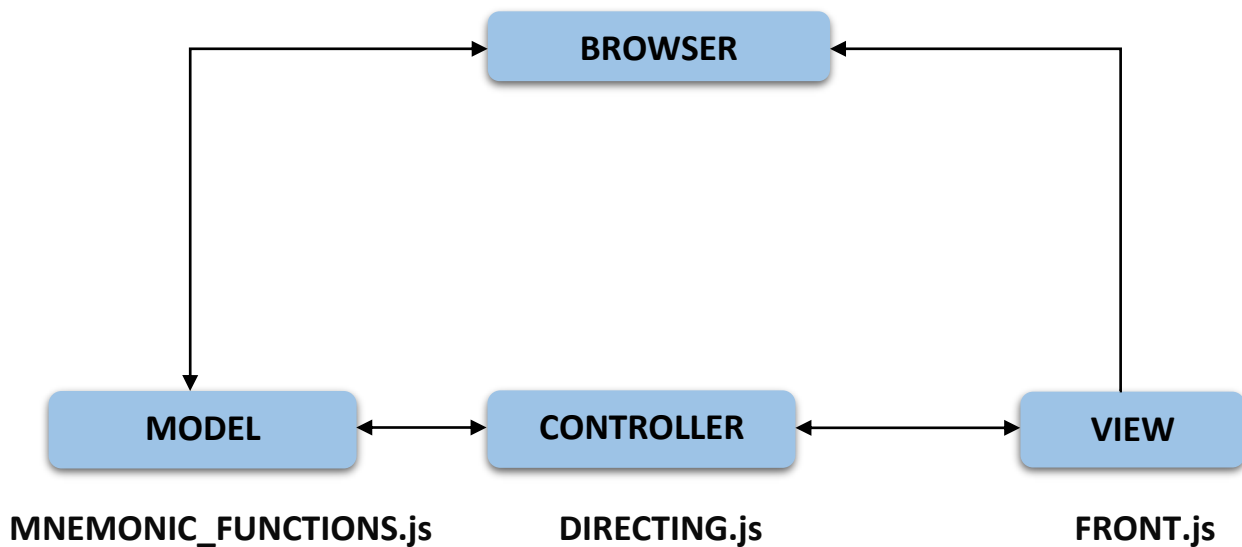 BROWSER
MODEL
CONTROLLER
VIEW
MNEMONIC_FUNCTIONS.js
DIRECTING.js
FRONT.js